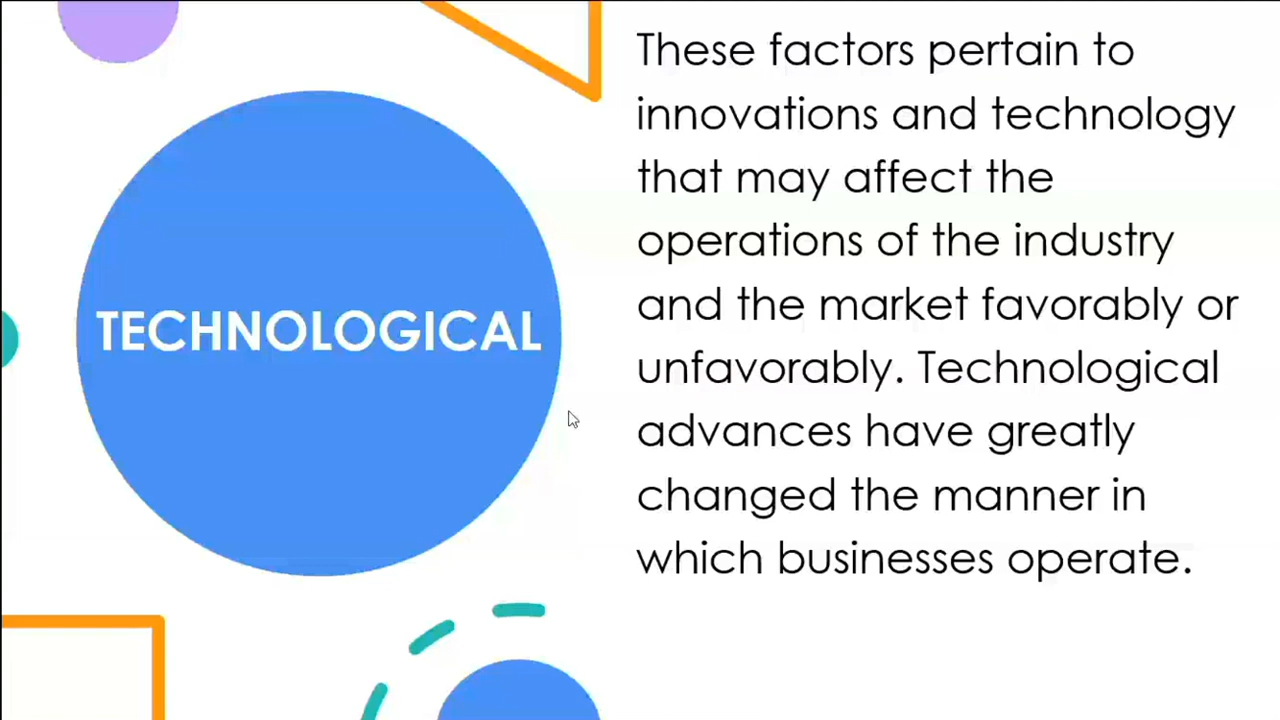 TECHNOLOGICAL
These factors pertain to
innovations and technology
that may affect the
operations of the industry
and the market favorably or
unfavorably. Technological
advances have greatly
changed the manner in
which businesses operate.